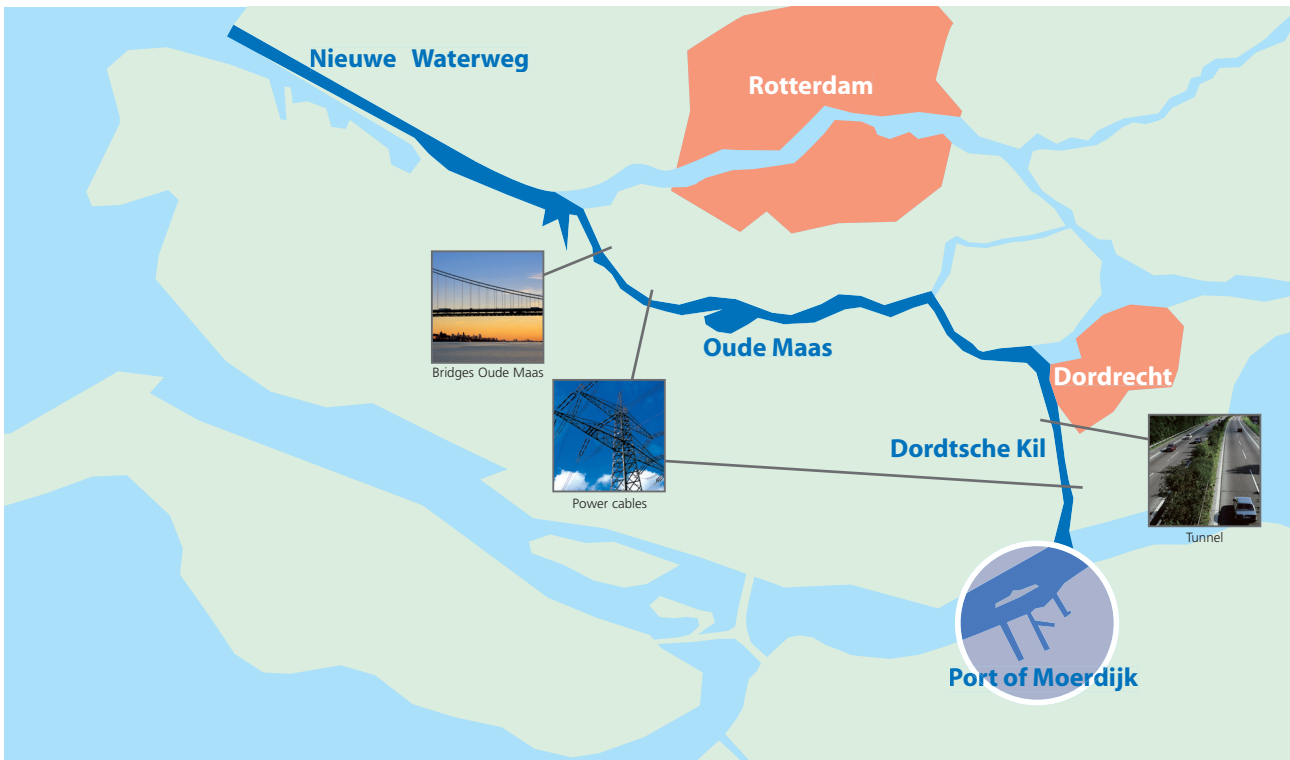 Nieuwe Waterweg
Rotterdam
Bridges Oude Maas
Oude Maas
Dordrecht
Dordtsche Kil
Power cables
Tunnel
Port of Moerdijk